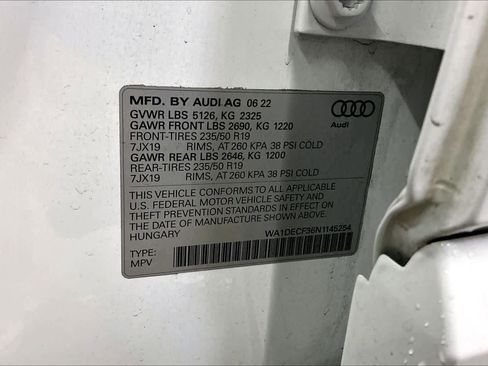 MFD. BY AUDI AG 06 22
GVWR LBS 5126, KG 2325
GAWR FRONT LBS 2690, KG 1220
FRONT-TIRES 235/50 R19
7JX19 RIMS, AT 260 KPA 38 PSI COLD
GAWR REAR LBS 2646, KG 1200
REAR-TIRES 235/50 R19
7JX19 RIMS, AT 260 KPA 38 PSI COLD
Audi
THIS VEHICLE CONFORMS TO ALL APPLICABLE
U.S. FEDERAL MOTOR VEHICLE SAFETY AND
THEFT PREVENTION STANDARDS IN EFFECT ON
THE DATE OF MANUFACTURE SHOWN ABOVE.
HUNGARY WA1DECF36N1145254
TYPE:
MPV